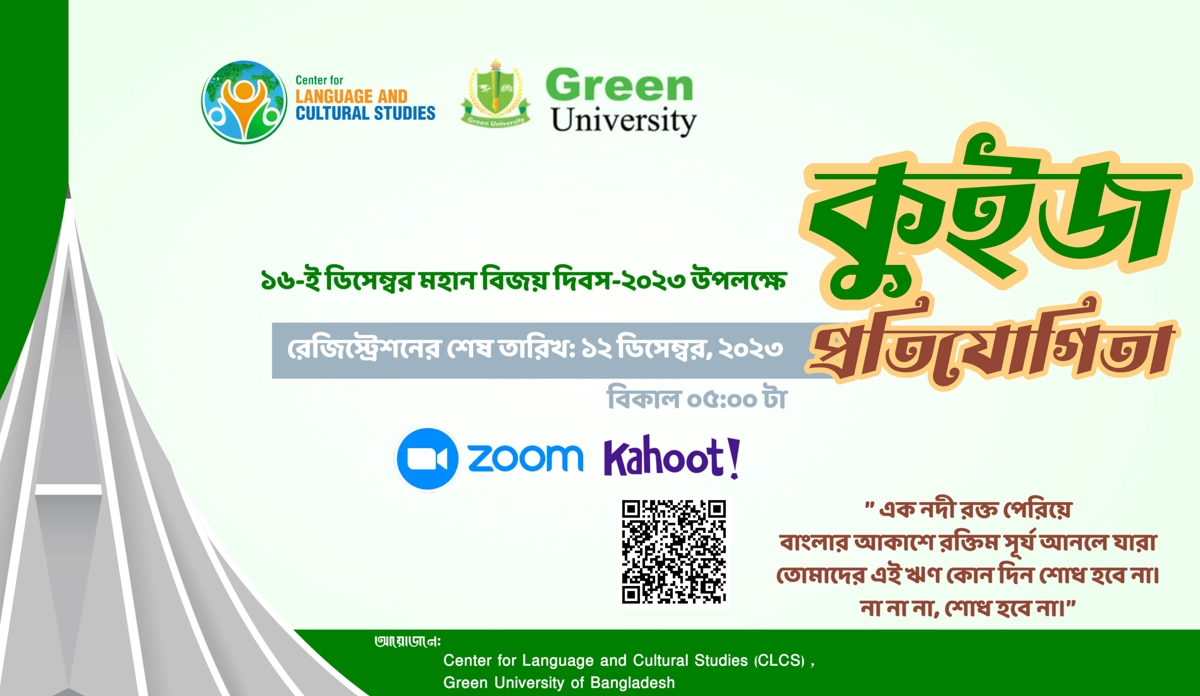 Center for
LANGUAGE AND
CULTURAL STUDIES
Green University
Green
University
কুইজ
প্রতিযোগিতা
১৬-ই ডিসেম্বর মহান বিজয় দিবস-২০২৩ উপলক্ষে
রেজিস্ট্রেশনের শেষ তারিখ: ১২ ডিসেম্বর, ২০২৩
বিকাল ০৫:০০ টা
zoom
Kahoot!
" এক নদী রক্ত পেরিয়ে
বাংলার আকাশে রক্তিম সূর্য আনলে যারা
তোমাদের এই ঋণ কোন দিন শোধ হবে না।
না না না, শোধ হবে না।"
আয়োজনে:
Center for Language and Cultural Studies (CLCS) ,
Green University of Bangladesh